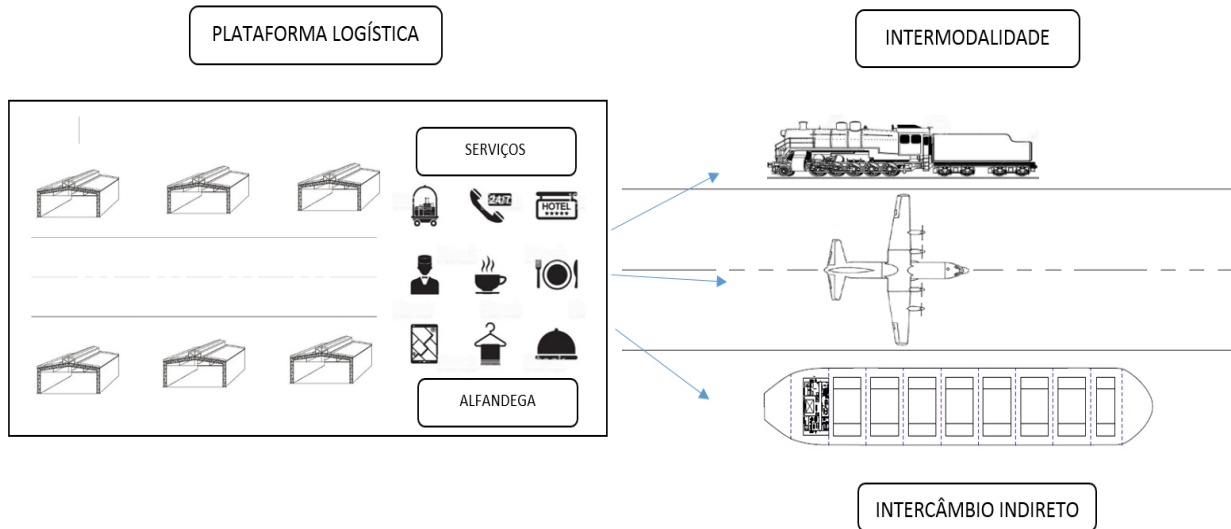 PLATAFORMA LOGÍSTICA
INTERMODALIDADE
SERVIÇOS
24/7
HOTEL
ALFANDEGA
INTERCÂMBIO INDIRETO